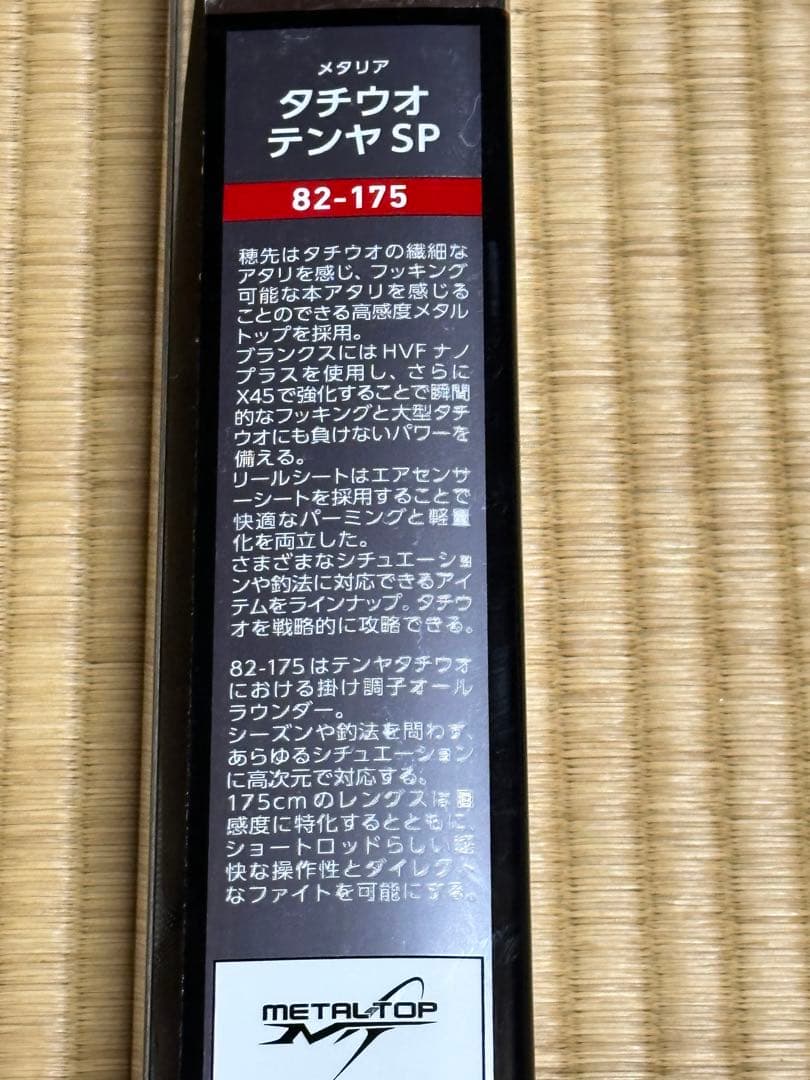 メタリア
タチウオ
テンヤ SP
82-175
穂先はタチウオの繊細な
アタリを感じ、フッキング
可能な本アタリを感じる
ことのできる高感度メタル
トップを採用。
ブランクスには HVF ナノ
プラスを使用し、さらに
X45で強化することで瞬間
的なフッキングと大型タチ
ウオにも負けないパワーを
備える。
リールシートはエアセンサ
ーシートを採用することで
快適なパーミングと軽量
化を両立した。
さまざまなシチュエーショ
ンや釣法に対応できるアイ
テムをラインナップ。タチウ
オを戦略的に攻略できる。
82-175はテンヤタチウオ
における掛け調子オール
ラウンダー。
シーズンや釣法を問わず、
あらゆるシチュエーション
に高次元で対応する。
175cmのレングスは高
感度に特化するとともに、
ショートロッドらしい軽
快な操作性とダイレクト
なファイトを可能にする。
METAL TOP
MT